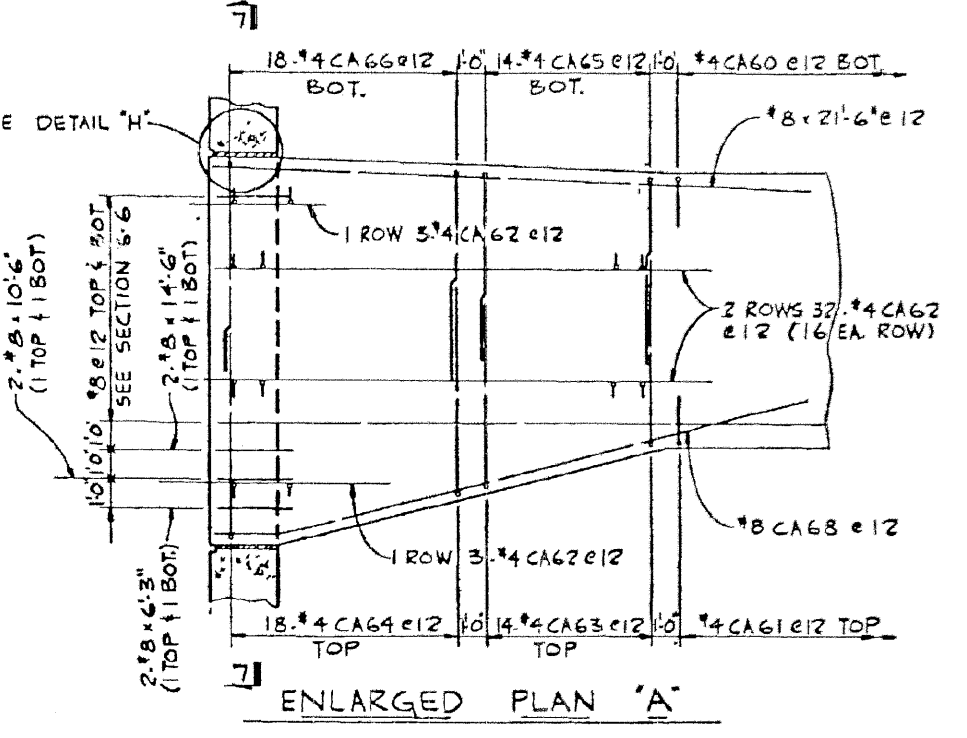 7
18-#4 CA66@12
BOT.
1'-0"
14-#4 CA65@12
BOT.
1'-0"
#4CA60 @12 BOT.
E DETAIL "H"
#8 x 21'-6" @ 12
1 ROW 3-#4 CA62 @12
2-#8 x 10'-6"
(1 TOP & 1 BOT)
#8@12 TOP & BOT
SEE SECTION 6-6
2-#8 x 14'-6"
(1 TOP & 1 BOT)
2 ROWS 32-#4 CA62
@12 (16 EA. ROW)
1'-0"
1'-0"
1'-0"
#8 CA68 @ 12
1 ROW 3-#4 CA62@12
2-#8 x 6'-3"
(1 TOP & 1 BOT.)
18-#4 CA64 @12
TOP
1'-0"
14-#4CA63@12
TOP
1'-0"
#4 CA61 @12 TOP
7
ENLARGED PLAN "A"